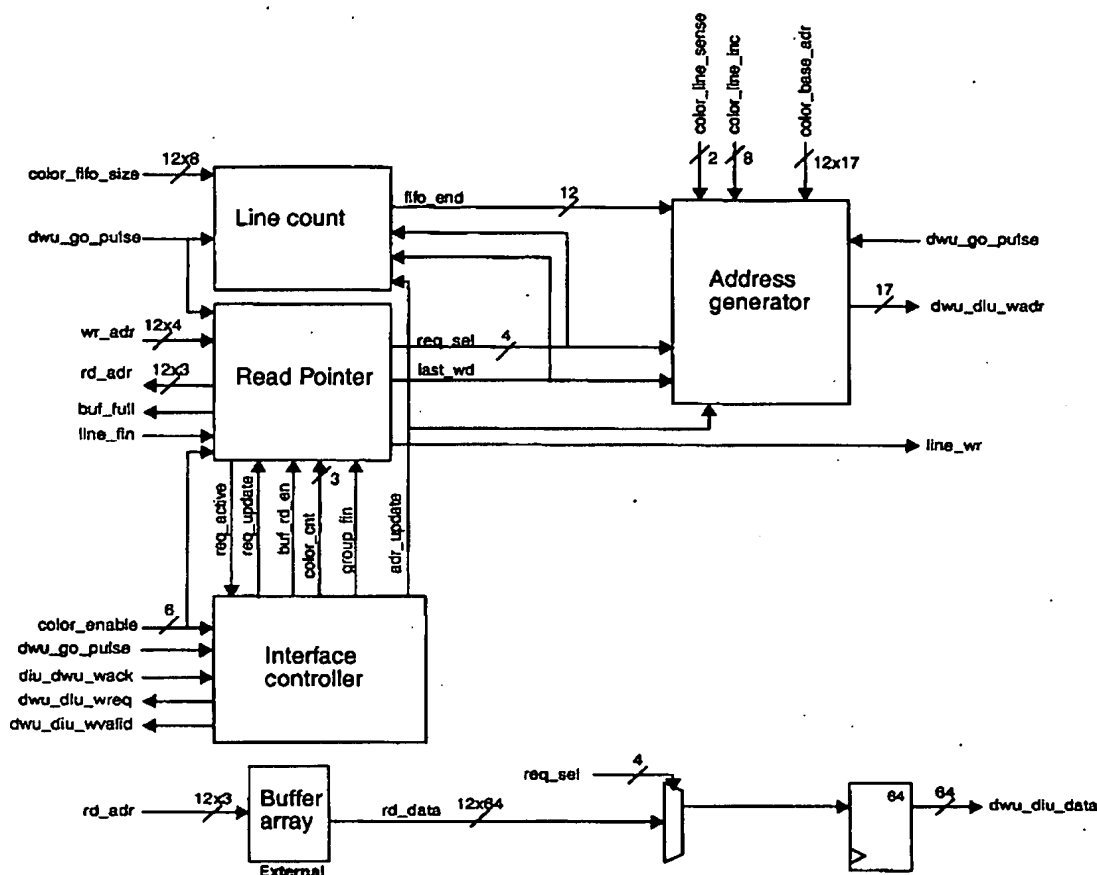 color_line_sense
color_line_inc
color_base_adr
2
8
12x17
color_fifo_size
12x8
Line count
fifo_end
12
dwu_go_pulse
dwu_go_pulse
Address
generator
17
dwu_diu_wadr
wr_adr
12x4
rd_adr
12x3
Read Pointer
req_sel
4
last_wd
buf_full
line_fin
line_wr
req_active
req_update
buf_rd_en
color_cnt
3
group_fin
adr_update
color_enable
6
dwu_go_pulse
diu_dwu_wack
dwu_diu_wreq
dwu_diu_wvalid
Interface
controller
req_sel
4
rd_adr
12x3
Buffer
array
rd_data
12x64
64
64
dwu_diu_data
External